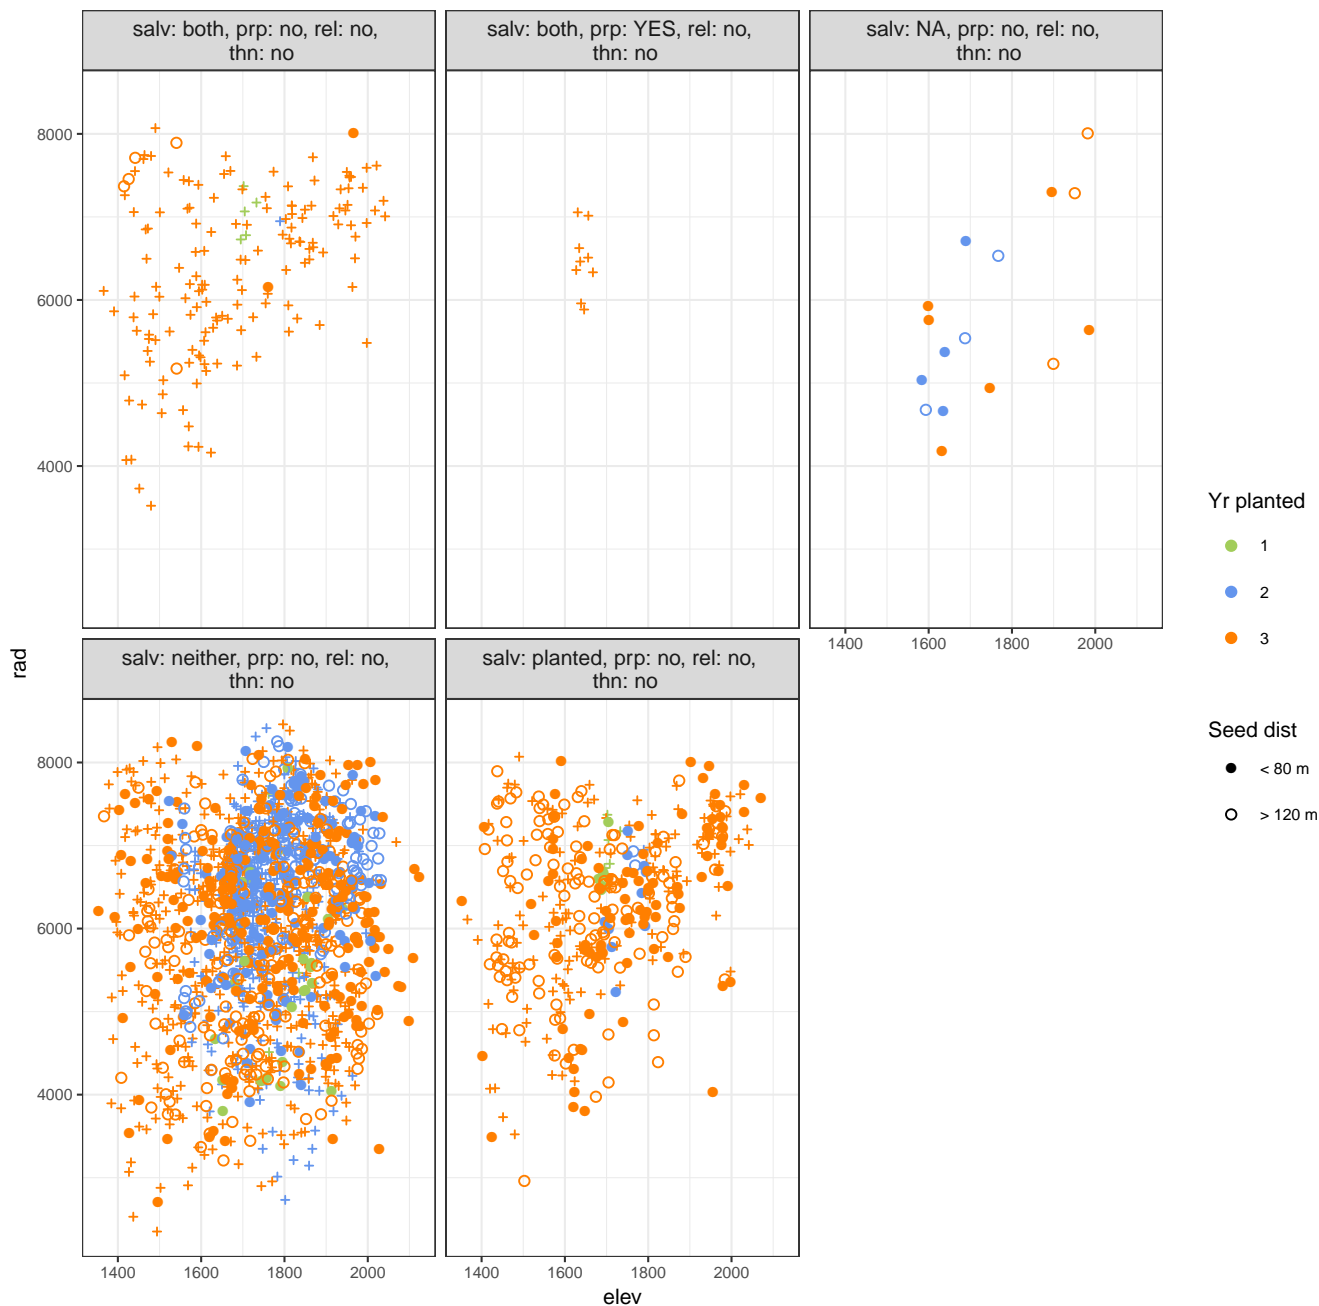 salv: both, prp: no, rel: no,
thn: no
salv: both, prp: YES, rel: no,
thn: no
salv: NA, prp: no, rel: no,
thn: no
8000
6000
4000
1400 1600 1800 2000
salv: neither, prp: no, rel: no,
thn: no
salv: planted, prp: no, rel: no,
thn: no
8000
6000
4000
1400 1600 1800 2000
1400 1600 1800 2000
elev
rad
Yr planted
1
2
3
Seed dist
< 80 m
> 120 m